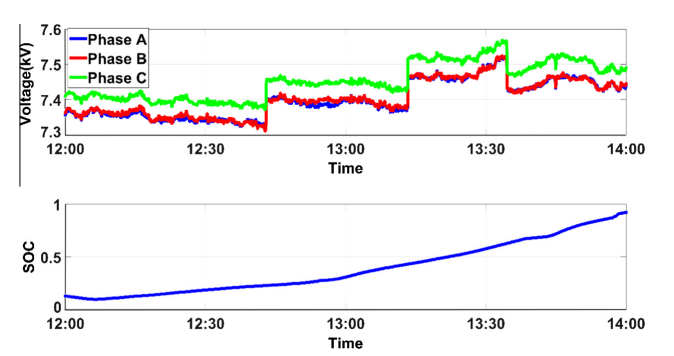 Voltage(kV)
7.6
7.5
7.4
7.3
Phase A
Phase B
Phase C
12:00 12:30 13:00 13:30 14:00
Time
SOC
1
0.5
0
12:00 12:30 13:00 13:30 14:00
Time